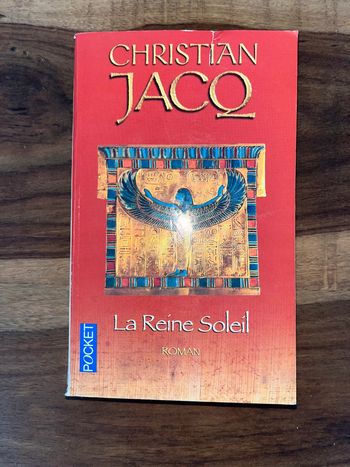 CHRISTIAN
JACQ
La Reine Soleil
ROMAN
POCKET